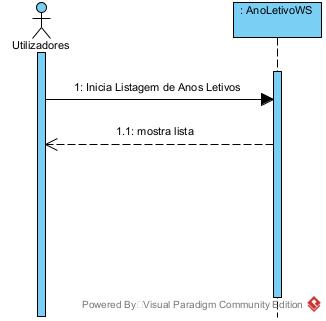 : AnoLetivoWS
Utilizadores
1: Inicia Listagem de Anos Letivos
1.1: mostra lista
Powered By Visual Paradigm Community Edition